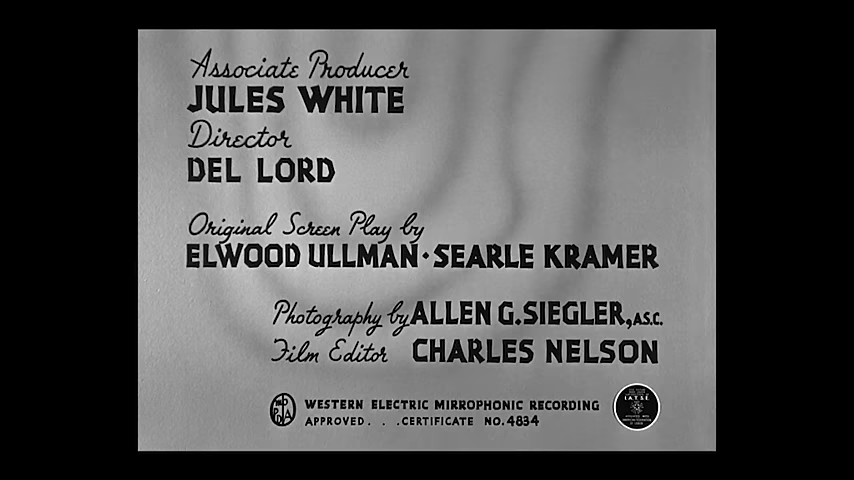 Associate Producer
JULES WHITE
Director
DEL LORD
Original Screen Play by
ELWOOD ULLMAN • SEARLE KRAMER
Photography by ALLEN G. SIEGLER, A.S.C.
Film Editor CHARLES NELSON
WESTERN ELECTRIC MIRROPHONIC RECORDING
APPROVED. . .CERTIFICATE NO. 4834
I.A.T.S.E.